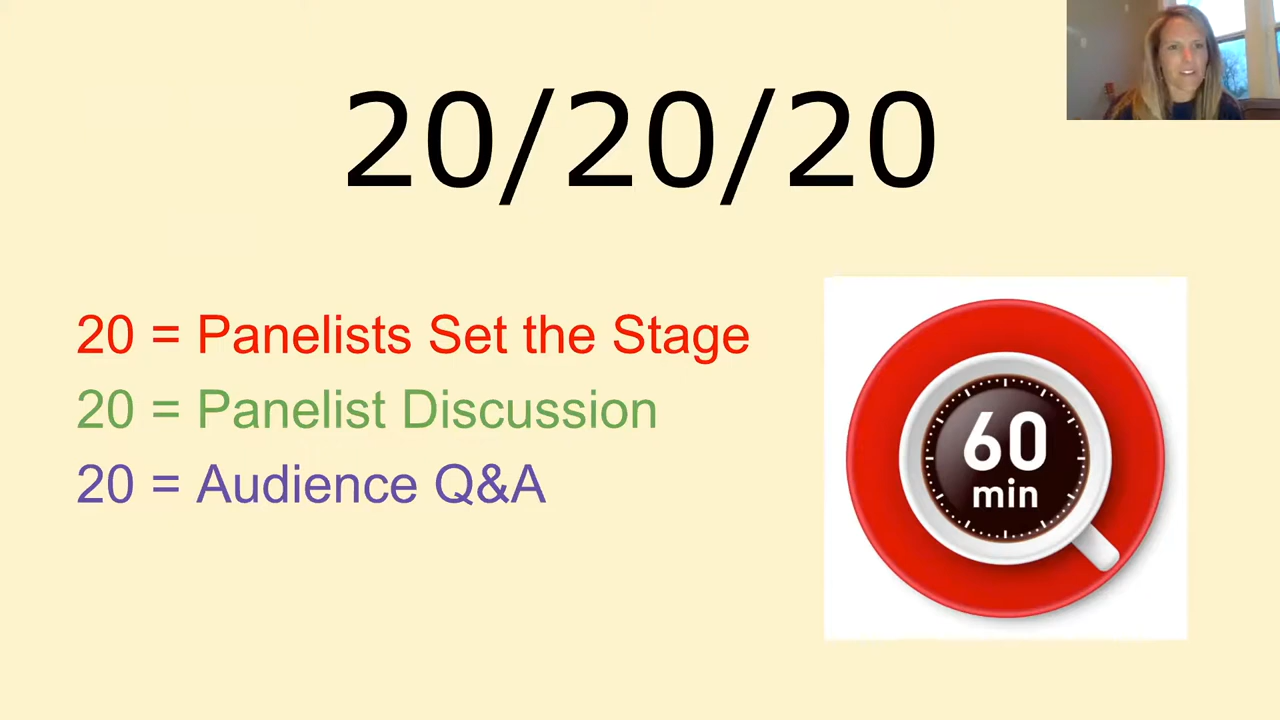 20/20/20
20 = Panelists Set the Stage
20 = Panelist Discussion
20 = Audience Q&A
60
min